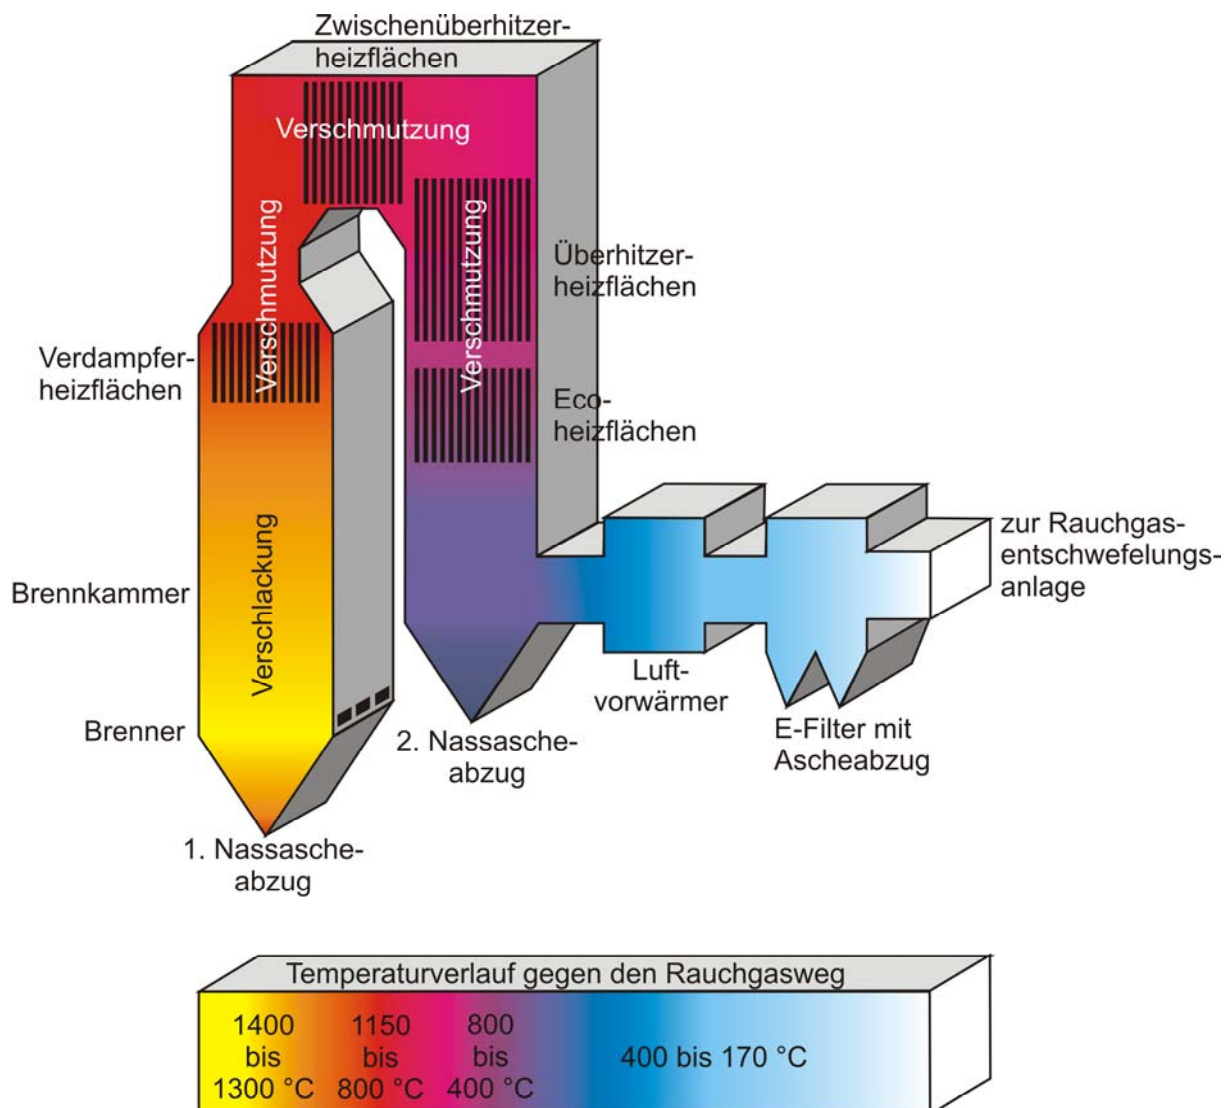 Zwischenüberhitzer-
heizflächen
Verschmutzung
Verschmutzung
Verschmutzung
Überhitzer-
heizflächen
Verdampfer-
heizflächen
Eco-
heizflächen
Verschlackung
Brennkammer
zur Rauchgas-
entschwefelungs-
anlage
Luft-
vorwärmer
Brenner
2. Nassasche-
abzug
E-Filter mit
Ascheabzug
1. Nassasche-
abzug
Temperaturverlauf gegen den Rauchgasweg
1400
bis
1300 °C
1150
bis
800 °C
800
bis
400 °C
400 bis 170 °C